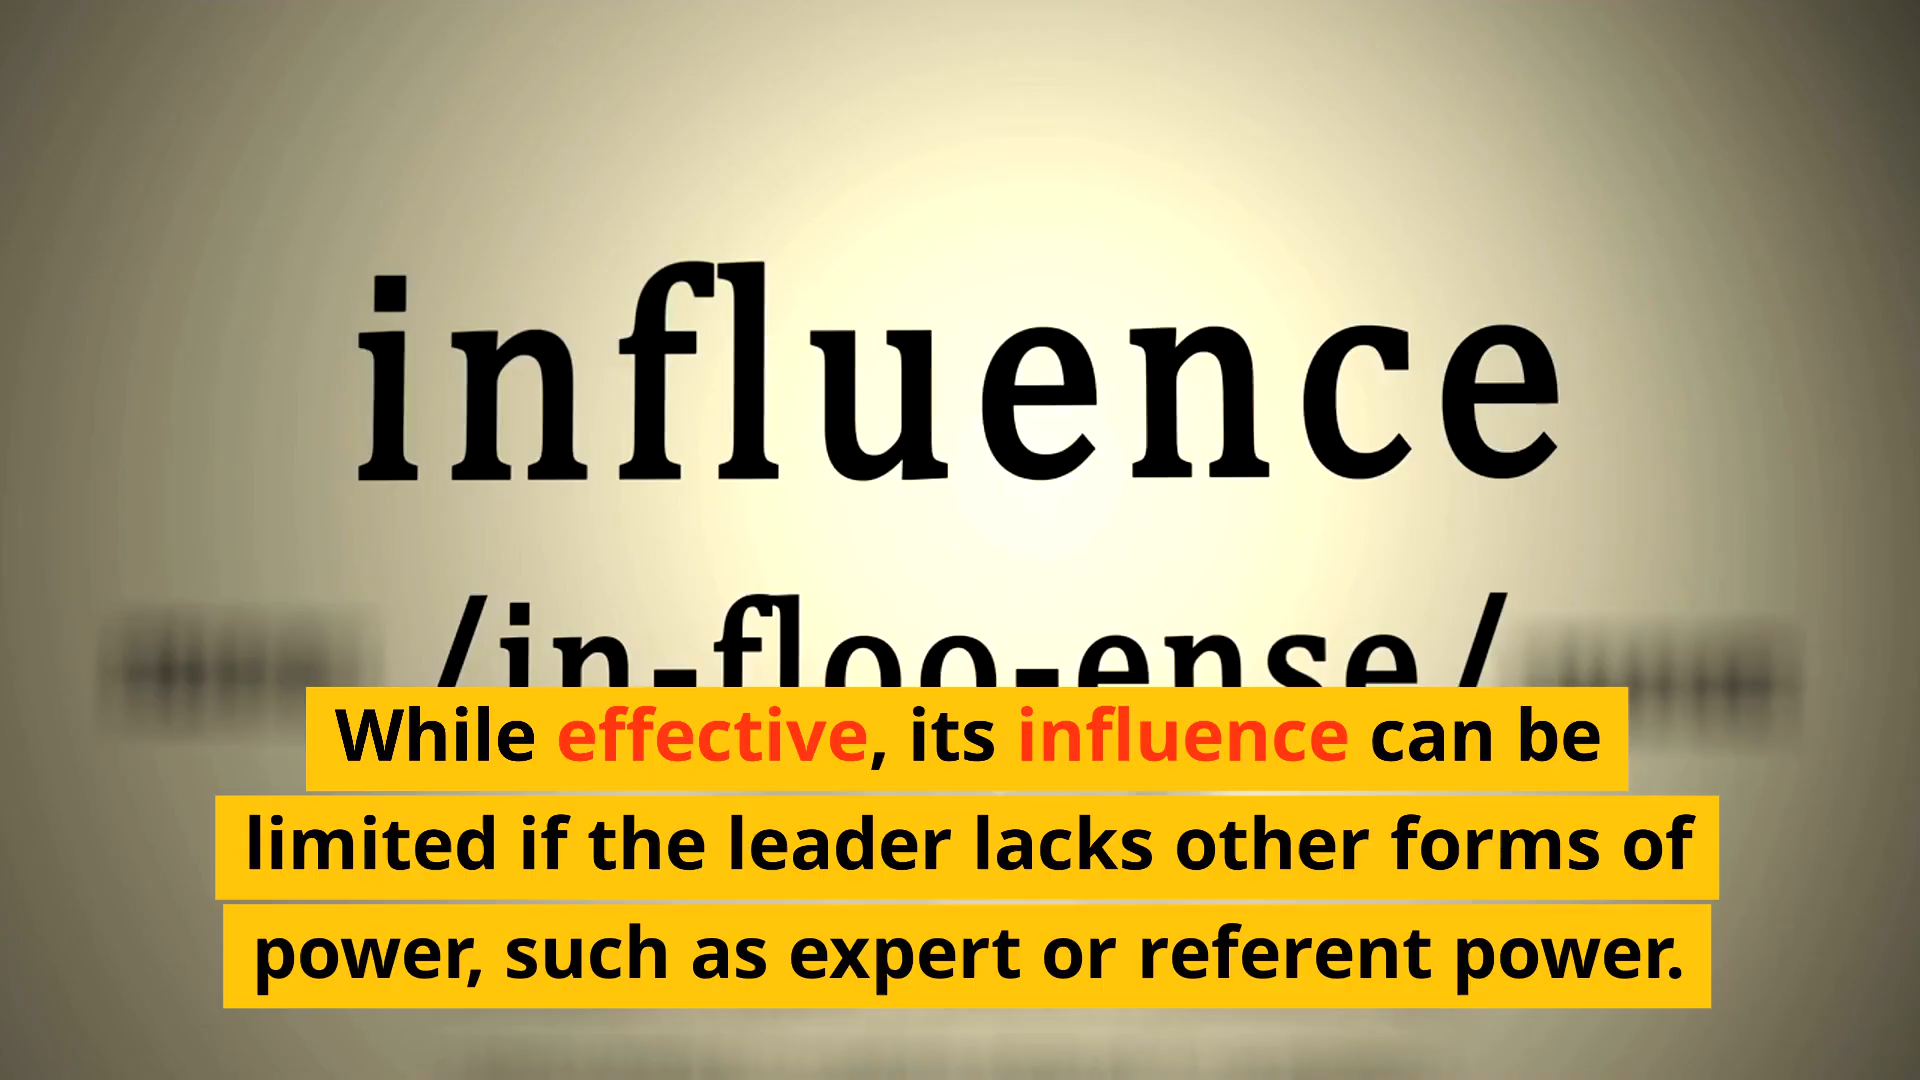 influence
/in-floo-ense/
While effective, its influence can be
limited if the leader lacks other forms of
power, such as expert or referent power.